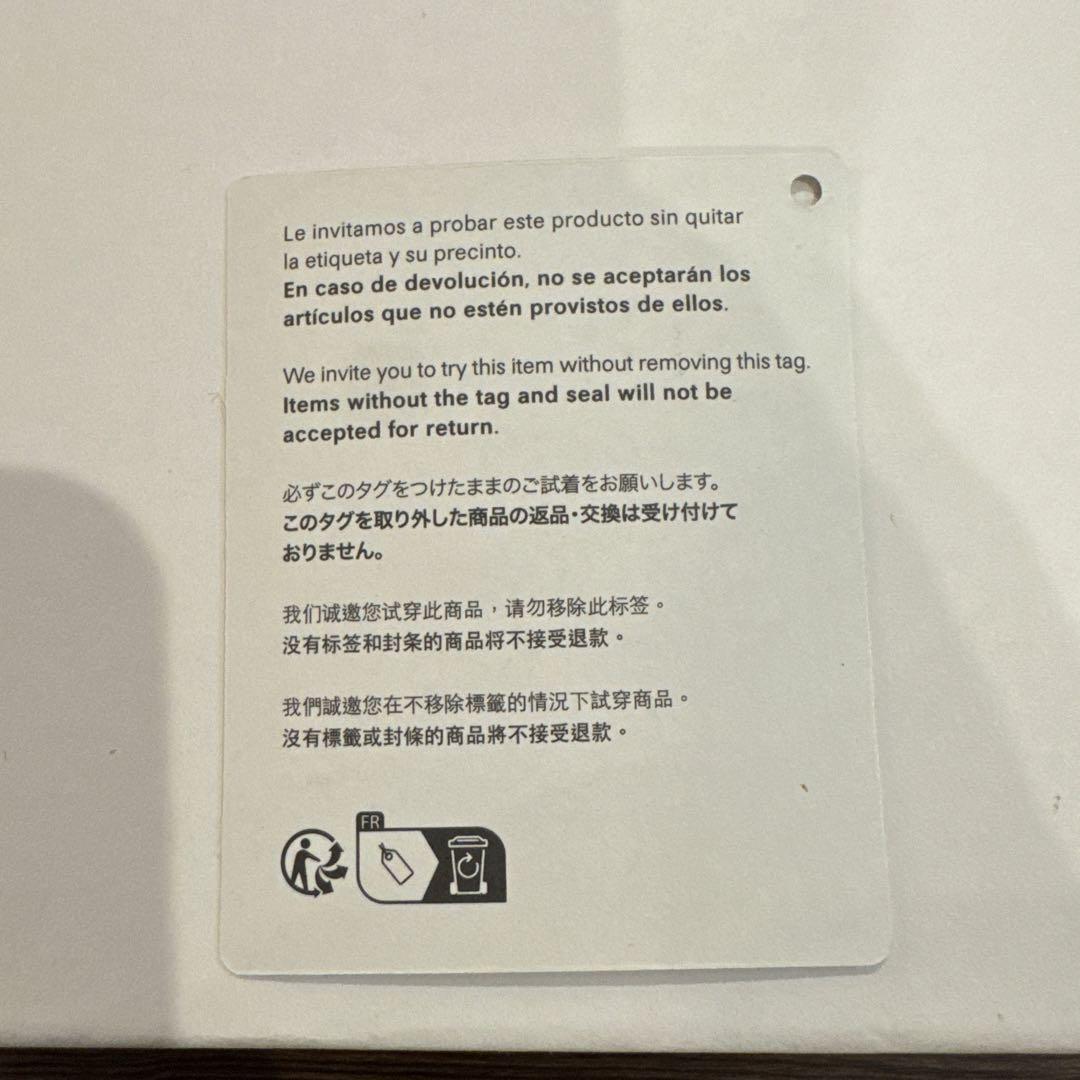 Le invitamos a probar este producto sin quitar
la etiqueta y su precinto.
En caso de devolución, no se aceptarán los
artículos que no estén provistos de ellos.
We invite you to try this item without removing this tag.
Items without the tag and seal will not be
accepted for return.
必ずこのタグをつけたままのご試着をお願いします。
このタグを取り外した商品の返品・交換は受け付けて
おりません。
我们诚邀您试穿此商品，请勿移除此标签。
没有标签和封条的商品将不接受退款。
我們誠邀您在不移除標籤的情況下試穿商品。
沒有標籤或封條的商品將不接受退款。
FR